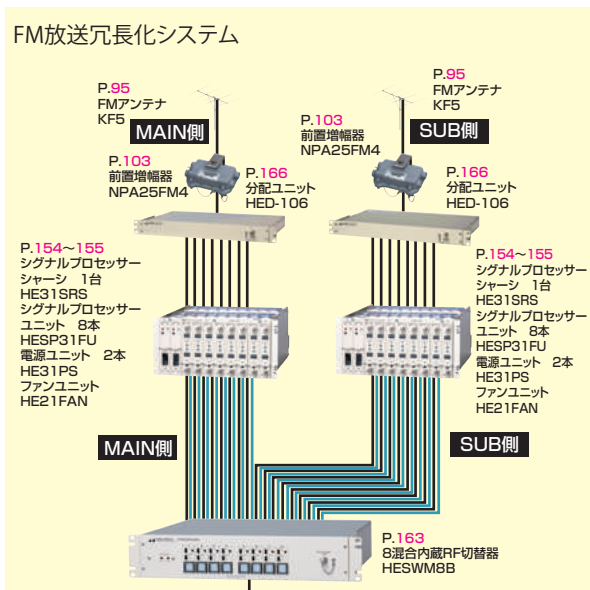 FM放送冗長化システム
P.95
FMアンテナ
KF5
MAIN側
P.103
前置増幅器
NPA25FM4
P.166
分配ユニット
HED-106
P.95
FMアンテナ
KF5
SUB側
P.103
前置増幅器
NPA25FM4
P.166
分配ユニット
HED-106
P.154～155
シグナルプロセッサー
シャーシ　1台
HE31SRS
シグナルプロセッサー
ユニット　8本
HESP31FU
電源ユニット　2本
HE31PS
ファンユニット
HE21FAN
P.154～155
シグナルプロセッサー
シャーシ　1台
HE31SRS
シグナルプロセッサー
ユニット　8本
HESP31FU
電源ユニット　2本
HE31PS
ファンユニット
HE21FAN
MAIN側
SUB側
P.163
8混合内蔵RF切替器
HESWM8B